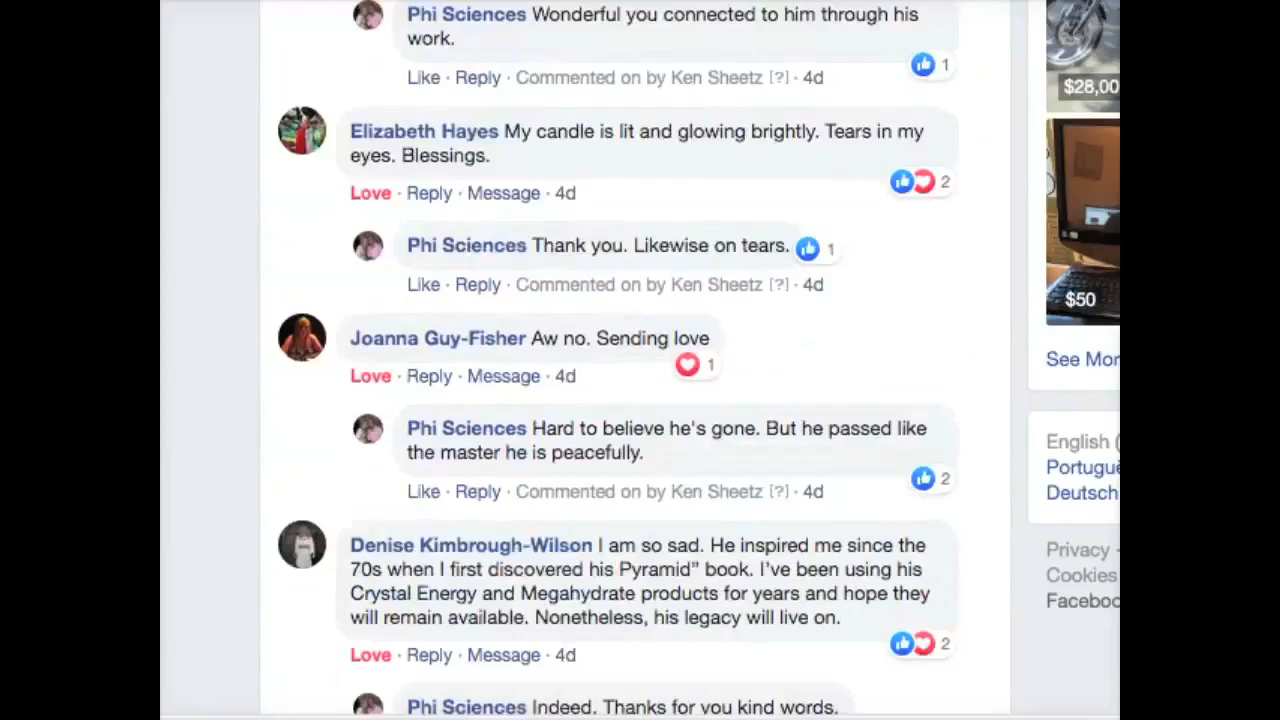 Phi Sciences Wonderful you connected to him through his
work.
1
Like · Reply · Commented on by Ken Sheetz [?] · 4d
Elizabeth Hayes My candle is lit and glowing brightly. Tears in my
eyes. Blessings.
2
Love · Reply · Message · 4d
Phi Sciences Thank you. Likewise on tears.
1
Like · Reply · Commented on by Ken Sheetz [?] · 4d
Joanna Guy-Fisher Aw no. Sending love
1
Love · Reply · Message · 4d
Phi Sciences Hard to believe he's gone. But he passed like
the master he is peacefully.
2
Like · Reply · Commented on by Ken Sheetz [?] · 4d
Denise Kimbrough-Wilson I am so sad. He inspired me since the
70s when I first discovered his Pyramid” book. I've been using his
Crystal Energy and Megahydrate products for years and hope they
will remain available. Nonetheless, his legacy will live on.
2
Love · Reply · Message · 4d
Phi Sciences Indeed. Thanks for you kind words.
$28,00
$50
See Mor
English (
Portugu
Deutsch
Privacy ·
Cookies
Faceboo